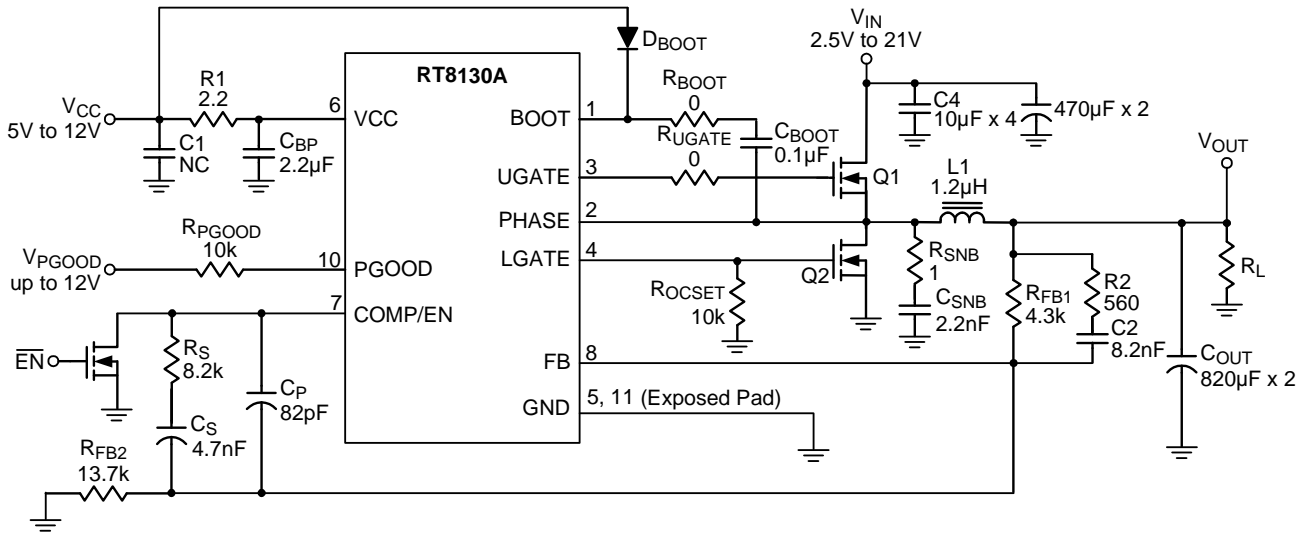 VIN
2.5V to 21V
DBOOT
RT8130A
R1
2.2
VCC
5V to 12V
6
VCC
BOOT
1
RBOOT
0
C4
10µF x 4
470µF x 2
C1
NC
CBP
2.2µF
RUGATE
0
CBOOT
0.1µF
VOUT
UGATE
3
Q1
L1
1.2µH
PHASE
2
RPGOOD
10k
VPGOOD
up to 12V
10
PGOOD
LGATE
4
Q2
ROCSET
10k
RSNB
1
CSNB
2.2nF
RFB1
4.3k
R2
560
C2
8.2nF
RL
7
COMP/EN
EN
RS
8.2k
CP
82pF
CS
4.7nF
FB
8
COUT
820µF x 2
GND
5, 11 (Exposed Pad)
RFB2
13.7k